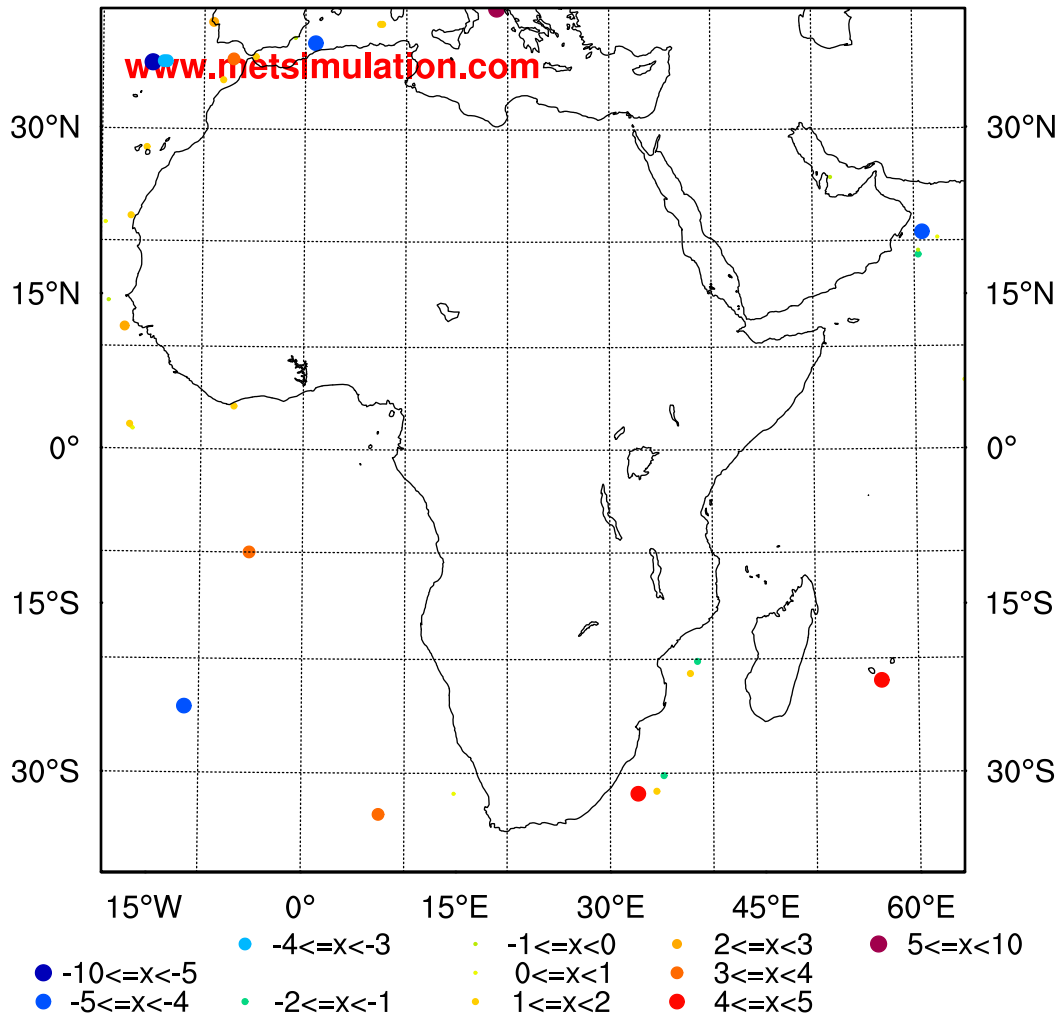 www.metsimulation.com
30°N 30°N
15°N 15°N
0° 0°
15°S 15°S
30°S 30°S
15°W 0° 15°E 30°E 45°E 60°E
-4<=x<-3 -1<=x<0 2<=x<3 5<=x<10
-10<=x<-5 0<=x<1 3<=x<4
-5<=x<-4 -2<=x<-1 1<=x<2 4<=x<5